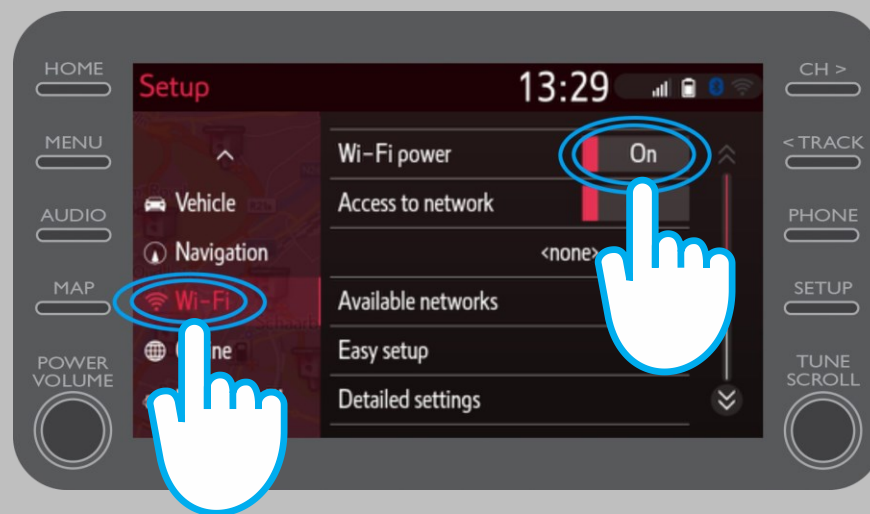 HOME
MENU
AUDIO
MAP
POWER
VOLUME
Setup
13:29
Vehicle
Navigation
Wi-Fi
Wi-Fi power
On
Access to network
<none>
Available networks
Easy setup
Detailed settings
CH >
< TRACK
PHONE
SETUP
TUNE
SCROLL